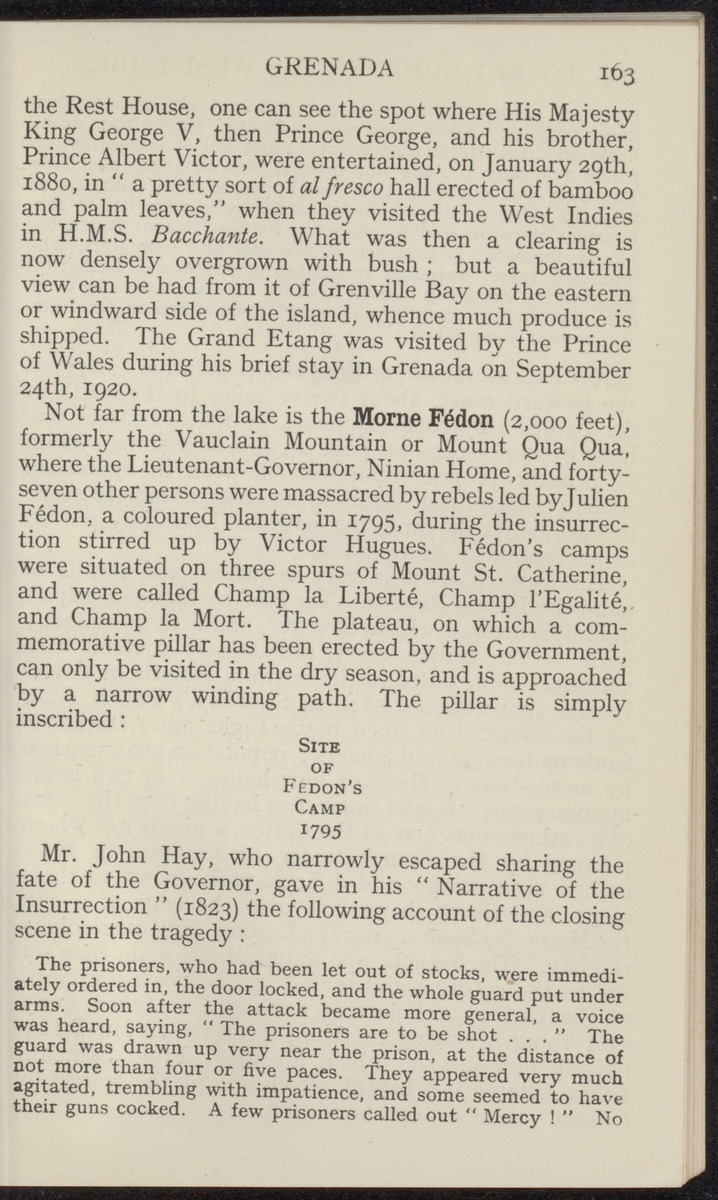 GRENADA 163
the Rest House, one can see the spot where His Majesty
King George V, then Prince George, and his brother,
Prince Albert Victor, were entertained, on January 29th,
1880, in “ a pretty sort of al fresco hall erected of bamboo
and palm leaves,” when they visited the West Indies
in H.M.S. Bacchante. What was then a clearing is
now densely overgrown with bush ; but a beautiful
view can be had from it of Grenville Bay on the eastern
or windward side of the island, whence much produce is
shipped. The Grand Etang was visited by the Prince
of Wales during his brief stay in Grenada on September
24th, 1920.
Not far from the lake is the Morne Fédon (2,000 feet),
formerly the Vauclain Mountain or Mount Qua Qua,
where the Lieutenant-Governor, Ninian Home, and forty-
seven other persons were massacred by rebels led by Julien
Fédon, a coloured planter, in 1795, during the insurrec-
tion stirred up by Victor Hugues. Fédon's camps
were situated on three spurs of Mount St. Catherine,
and were called Champ la Liberté, Champ l'Egalité,
and Champ la Mort. The plateau, on which a com-
memorative pillar has been erected by the Government,
can only be visited in the dry season, and is approached
by a narrow winding path. The pillar is simply
inscribed :
SITE
OF
FEDON'S
CAMP
1795
Mr. John Hay, who narrowly escaped sharing the
fate of the Governor, gave in his “ Narrative of the
Insurrection ” (1823) the following account of the closing
scene in the tragedy :
The prisoners, who had been let out of stocks, were immedi-
ately ordered in, the door locked, and the whole guard put under
arms. Soon after the attack became more general, a voice
was heard, saying, “ The prisoners are to be shot . . . ” The
guard was drawn up very near the prison, at the distance of
not more than four or five paces. They appeared very much
agitated, trembling with impatience, and some seemed to have
their guns cocked. A few prisoners called out “ Mercy ! ” No